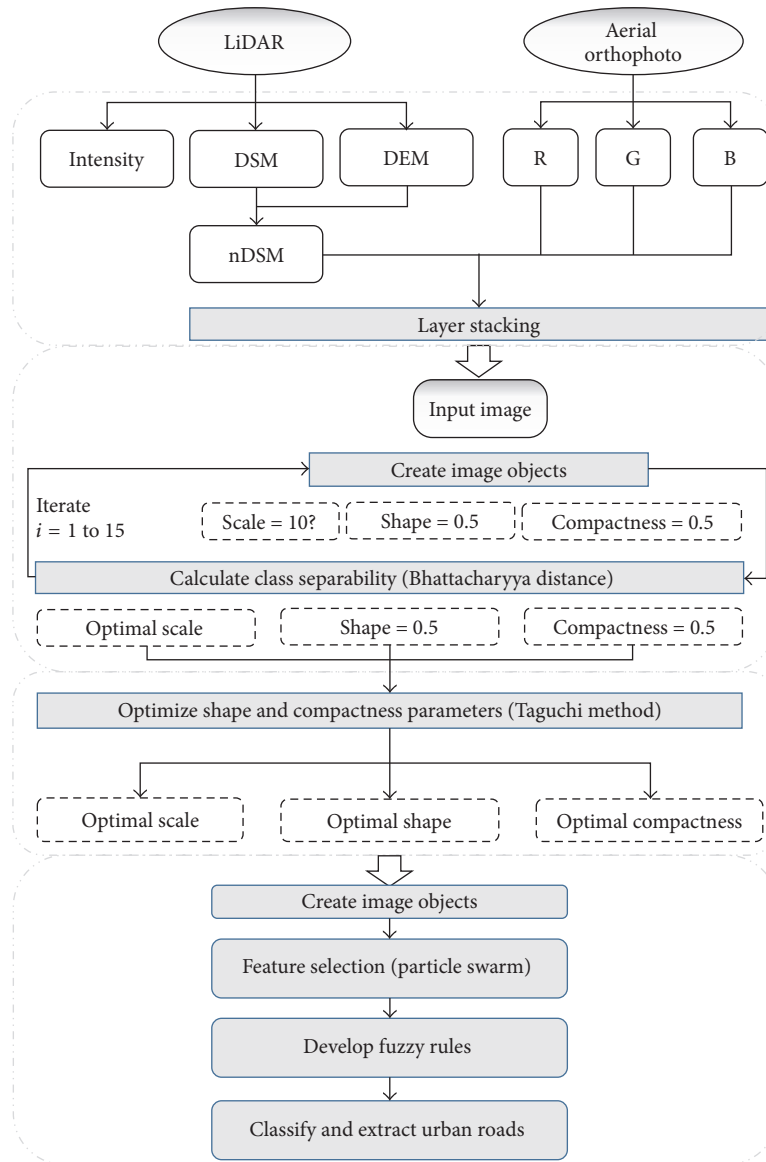 LiDAR
Aerial
orthophoto
Intensity
DSM
DEM
R
G
B
nDSM
Layer stacking
Input image
Create image objects
Iterate
i = 1 to 15
Scale = 10?
Shape = 0.5
Compactness = 0.5
Calculate class separability (Bhattacharyya distance)
Optimal scale
Shape = 0.5
Compactness = 0.5
Optimize shape and compactness parameters (Taguchi method)
Optimal scale
Optimal shape
Optimal compactness
Create image objects
Feature selection (particle swarm)
Develop fuzzy rules
Classify and extract urban roads